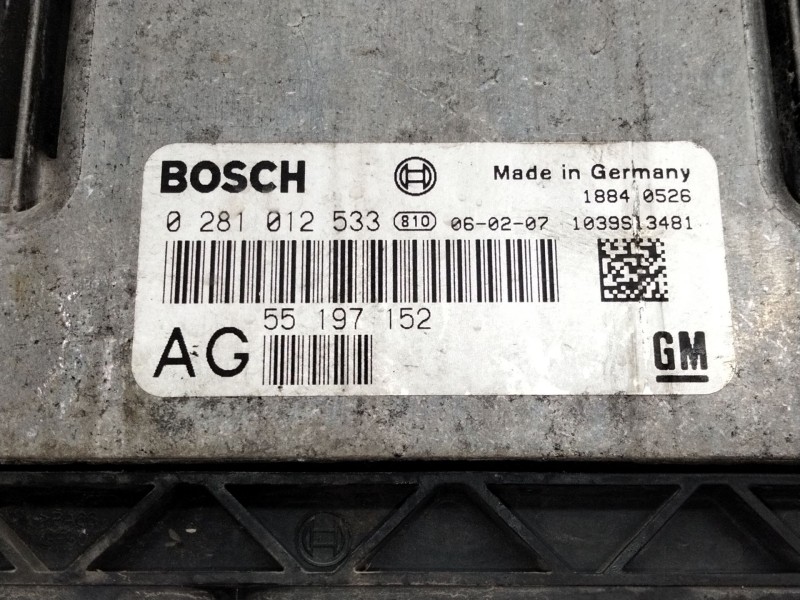 BOSCH Made in Germany
1884 0526
0 281 012 533 810 06-02-07 1039S13481
55 197 152
AG GM